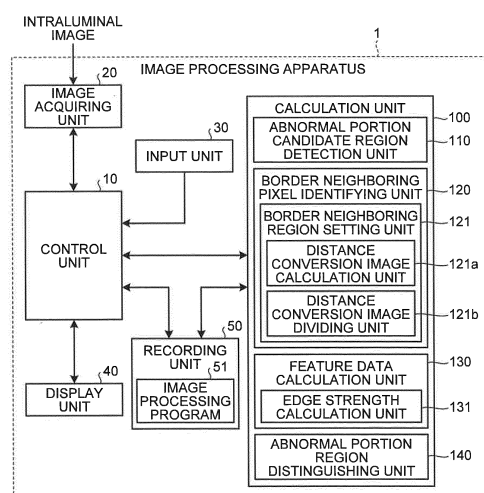 INTRALUMINAL
IMAGE
1
IMAGE PROCESSING APPARATUS
20
IMAGE
ACQUIRING
UNIT
30
INPUT UNIT
10
CONTROL
UNIT
40
DISPLAY
UNIT
50
RECORDING
UNIT
51
IMAGE
PROCESSING
PROGRAM
CALCULATION UNIT
100
ABNORMAL PORTION
CANDIDATE REGION
DETECTION UNIT
110
BORDER NEIGHBORING
PIXEL IDENTIFYING UNIT
120
BORDER NEIGHBORING
REGION SETTING UNIT
121
DISTANCE
CONVERSION IMAGE
CALCULATION UNIT
121a
DISTANCE
CONVERSION IMAGE
DIVIDING UNIT
121b
FEATURE DATA
CALCULATION UNIT
130
EDGE STRENGTH
CALCULATION UNIT
131
ABNORMAL PORTION
REGION
DISTINGUISHING UNIT
140